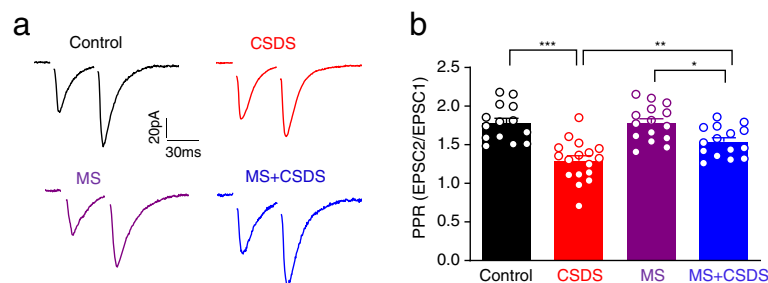 a
Control
CSDS
20pA
30ms
MS
MS+CSDS
b
***
**
*
PPR (EPSC2/EPSC1)
2.5
2.0
1.5
1.0
0.5
0.0
Control
CSDS
MS
MS+CSDS